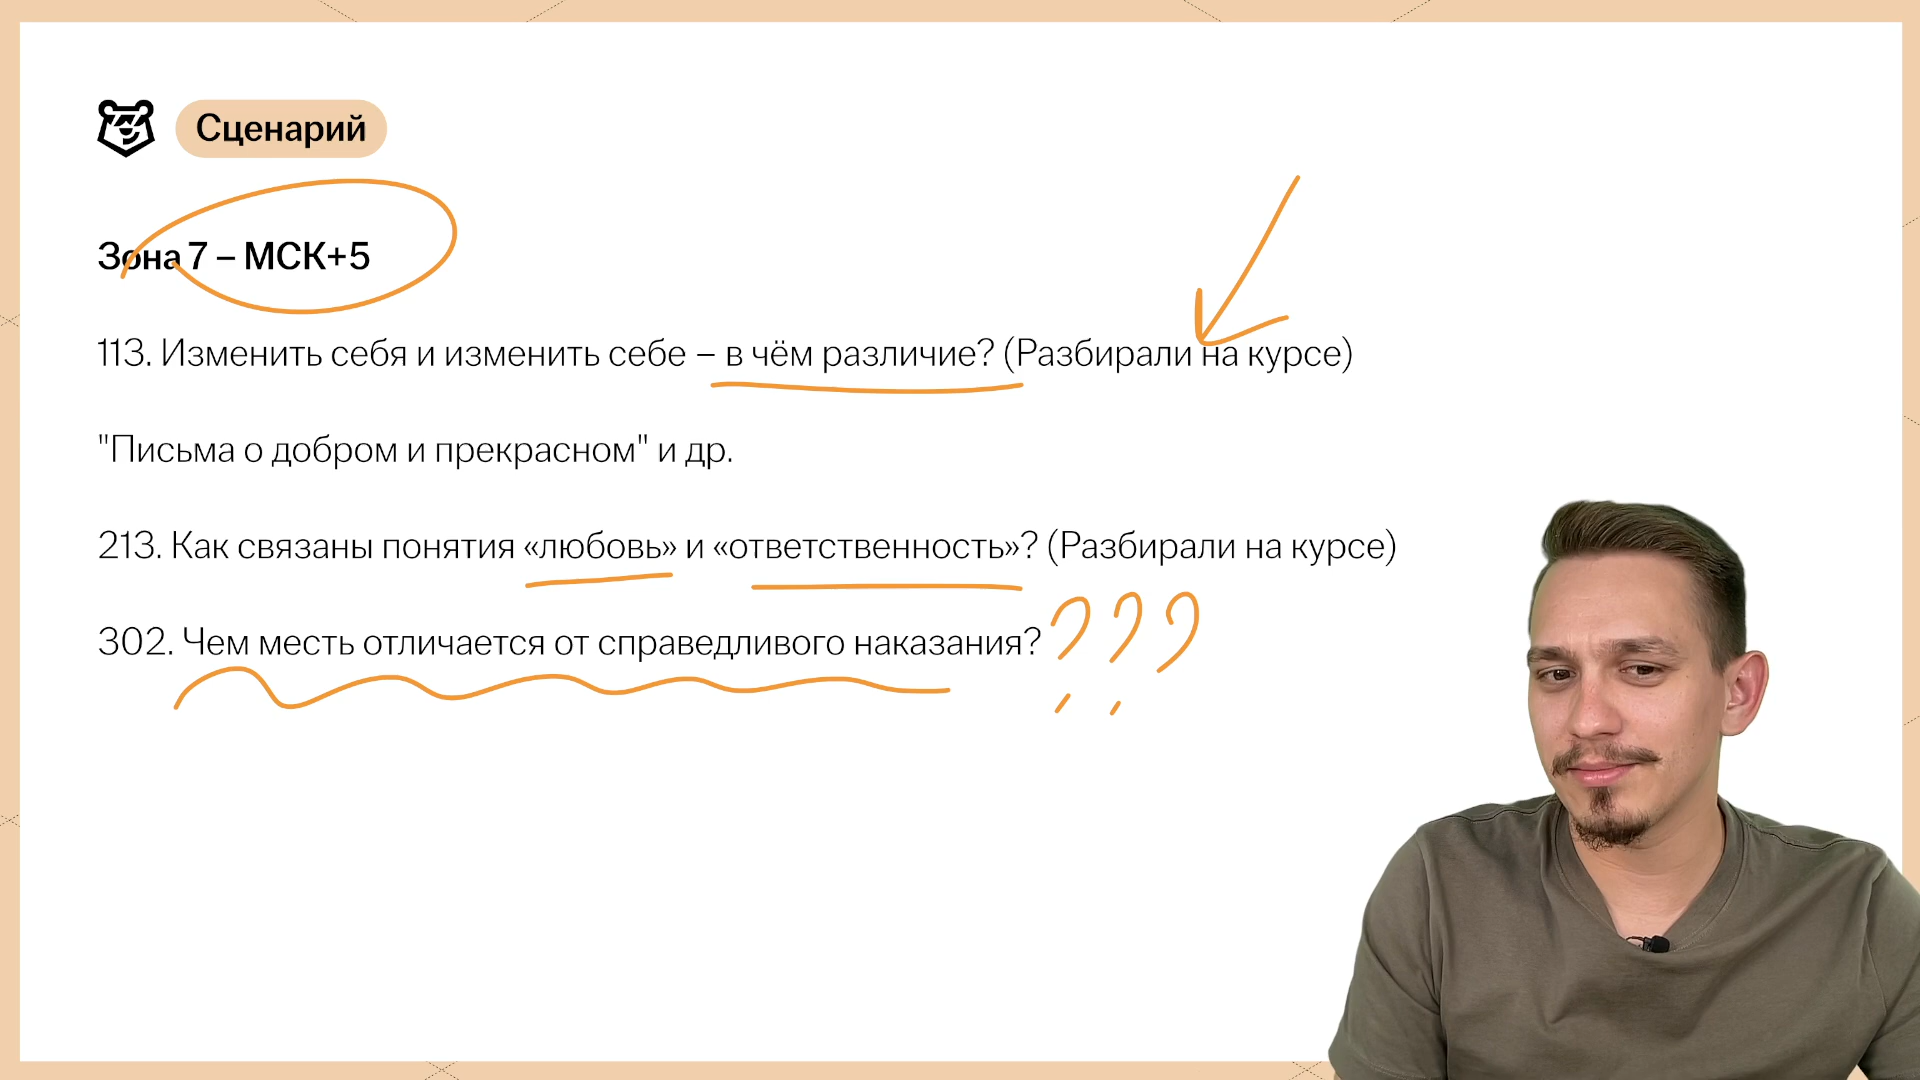 Сценарий
Зона 7 – МСК+5
113. Изменить себя и изменить себе – в чём различие? (Разбирали на курсе)
"Письма о добром и прекрасном" и др.
213. Как связаны понятия «любовь» и «ответственность»? (Разбирали на курсе)
302. Чем месть отличается от справедливого наказания? ???